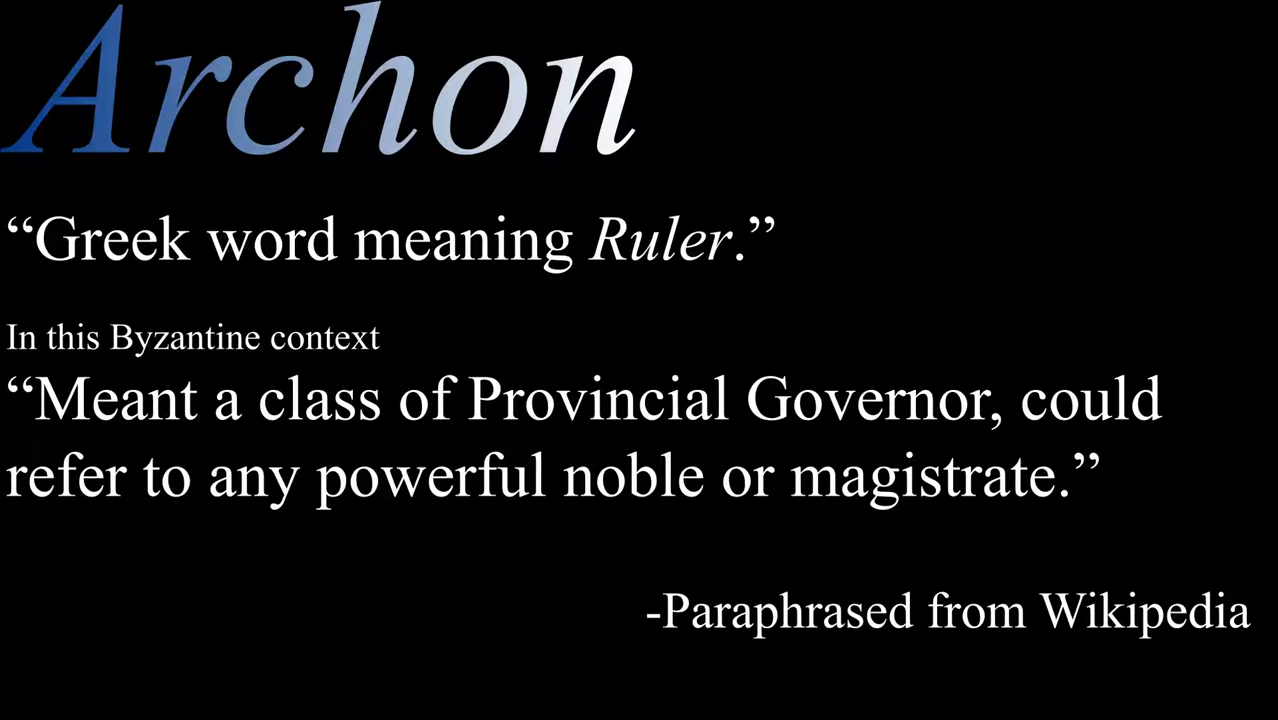 Archon
“Greek word meaning Ruler.”
In this Byzantine context
“Meant a class of Provincial Governor, could
refer to any powerful noble or magistrate.”
-Paraphrased from Wikipedia